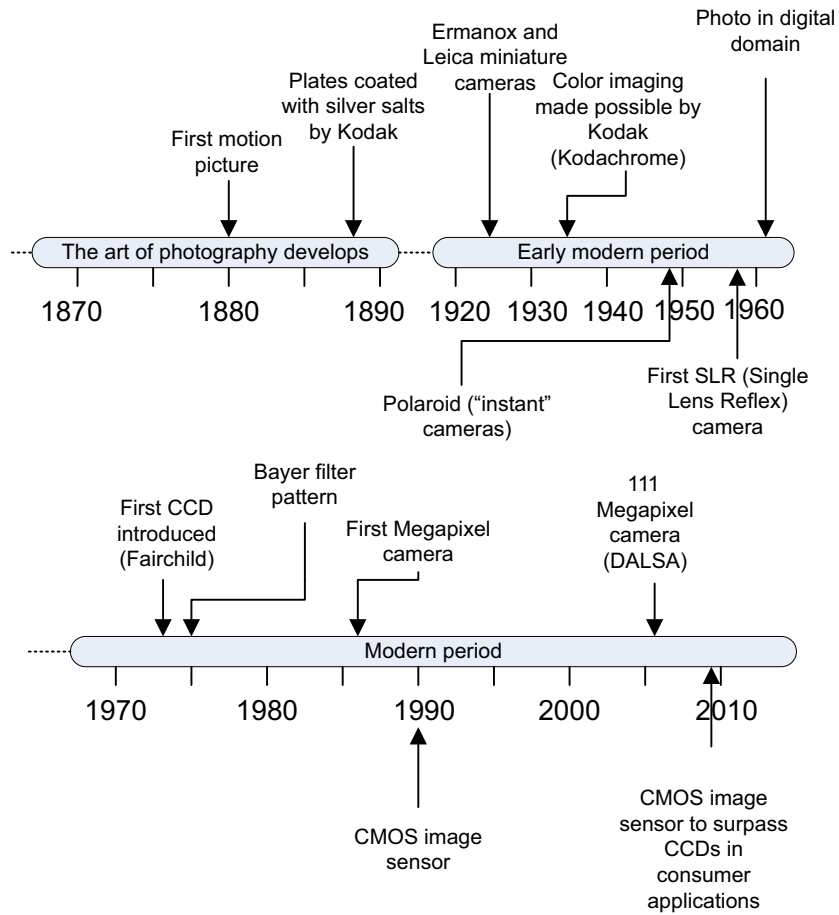 Photo in digital
domain
Ermanox and
Leica miniature
cameras
Plates coated
with silver salts
by Kodak
Color imaging
made possible by
Kodak
(Kodachrome)
First motion
picture
The art of photography develops
Early modern period
1870
1880
1890
1920
1930
1940
1950
1960
Polaroid (“instant”
cameras)
First SLR (Single
Lens Reflex)
camera
First CCD
introduced
(Fairchild)
Bayer filter
pattern
First Megapixel
camera
111
Megapixel
camera
(DALSA)
Modern period
1970
1980
1990
2000
2010
CMOS image
sensor
CMOS image
sensor to surpass
CCDs in
consumer
applications